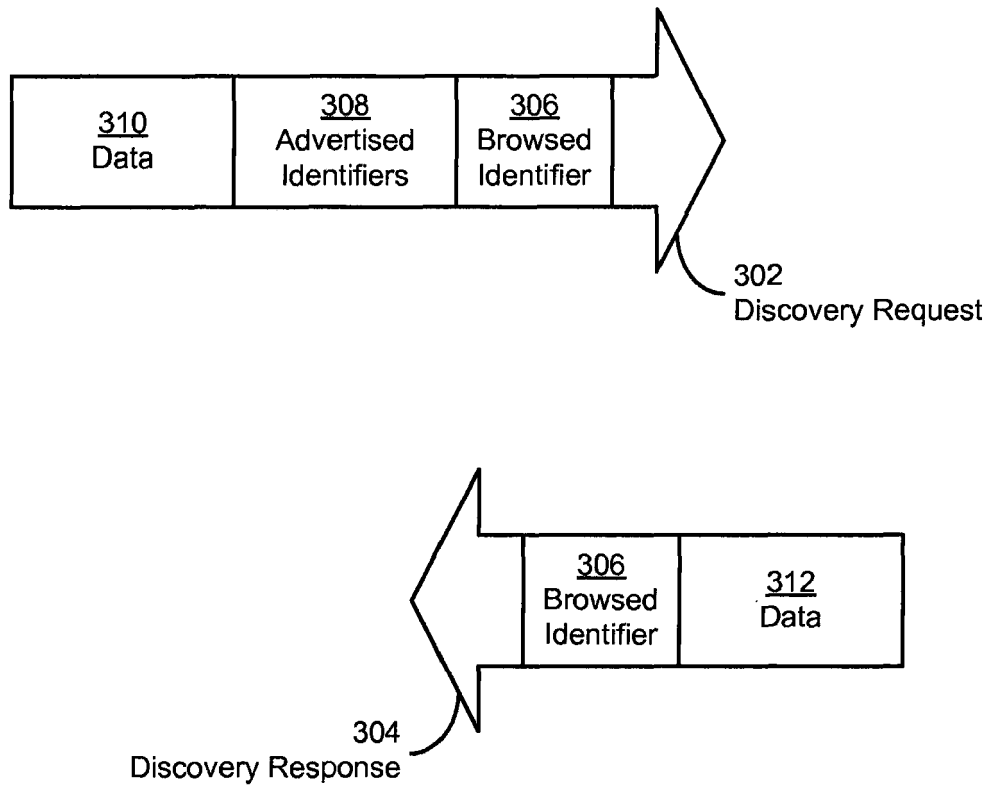 310
Data
308
Advertised
Identifiers
306
Browsed
Identifier
302
Discovery Request
306
Browsed
Identifier
312
Data
304
Discovery Response